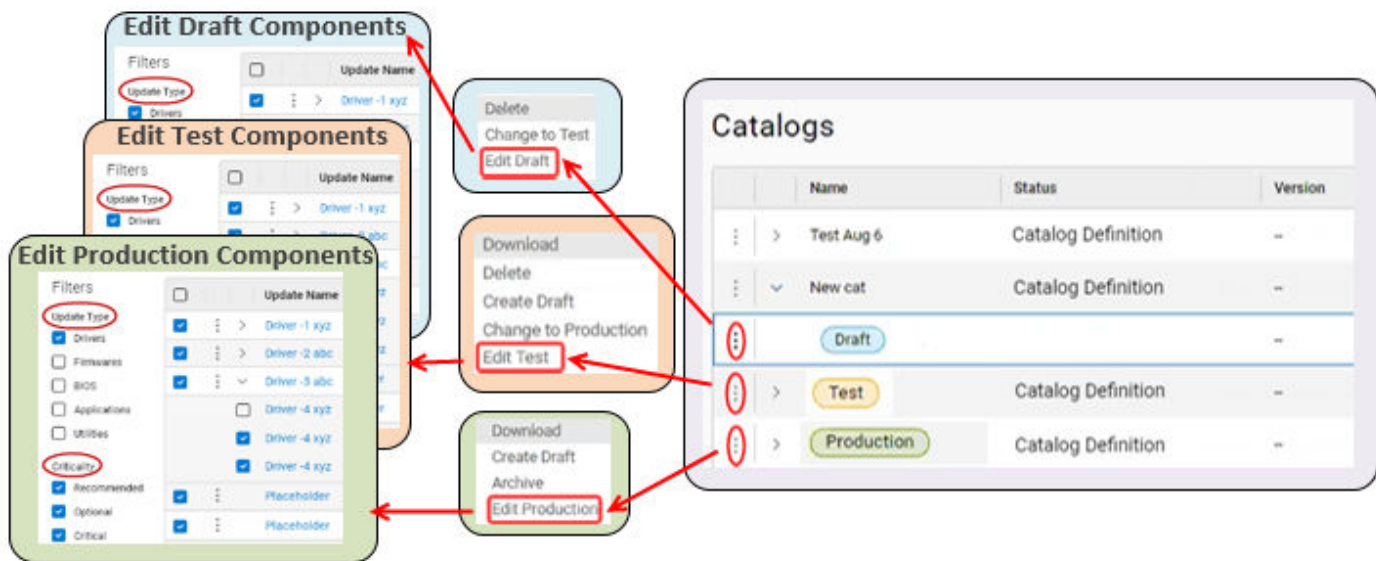 Edit Draft Components
Filters
Update Type
Drivers
Update Name
Driver -1 xyz
Edit Test Components
Filters
Update Type
Drivers
Update Name
Driver -1 xyz
abc
Edit Production Components
Filters
Update Type
Drivers
Firmwares
BIOS
Applications
Utilities
Criticality
Recommended
Optional
Critical
Update Name
Driver -1 xyz
Driver -2 abc
Driver -3 abc
Driver -4 xyz
Driver -4 xyz
Driver -4 xyz
Placeholder
Placeholder
Delete
Change to Test
Edit Draft
Download
Delete
Create Draft
Change to Production
Edit Test
Download
Create Draft
Archive
Edit Production
Catalogs
Name Status Version
Test Aug 6 Catalog Definition --
New cat Catalog Definition --
Draft
Test Catalog Definition --
Production Catalog Definition --